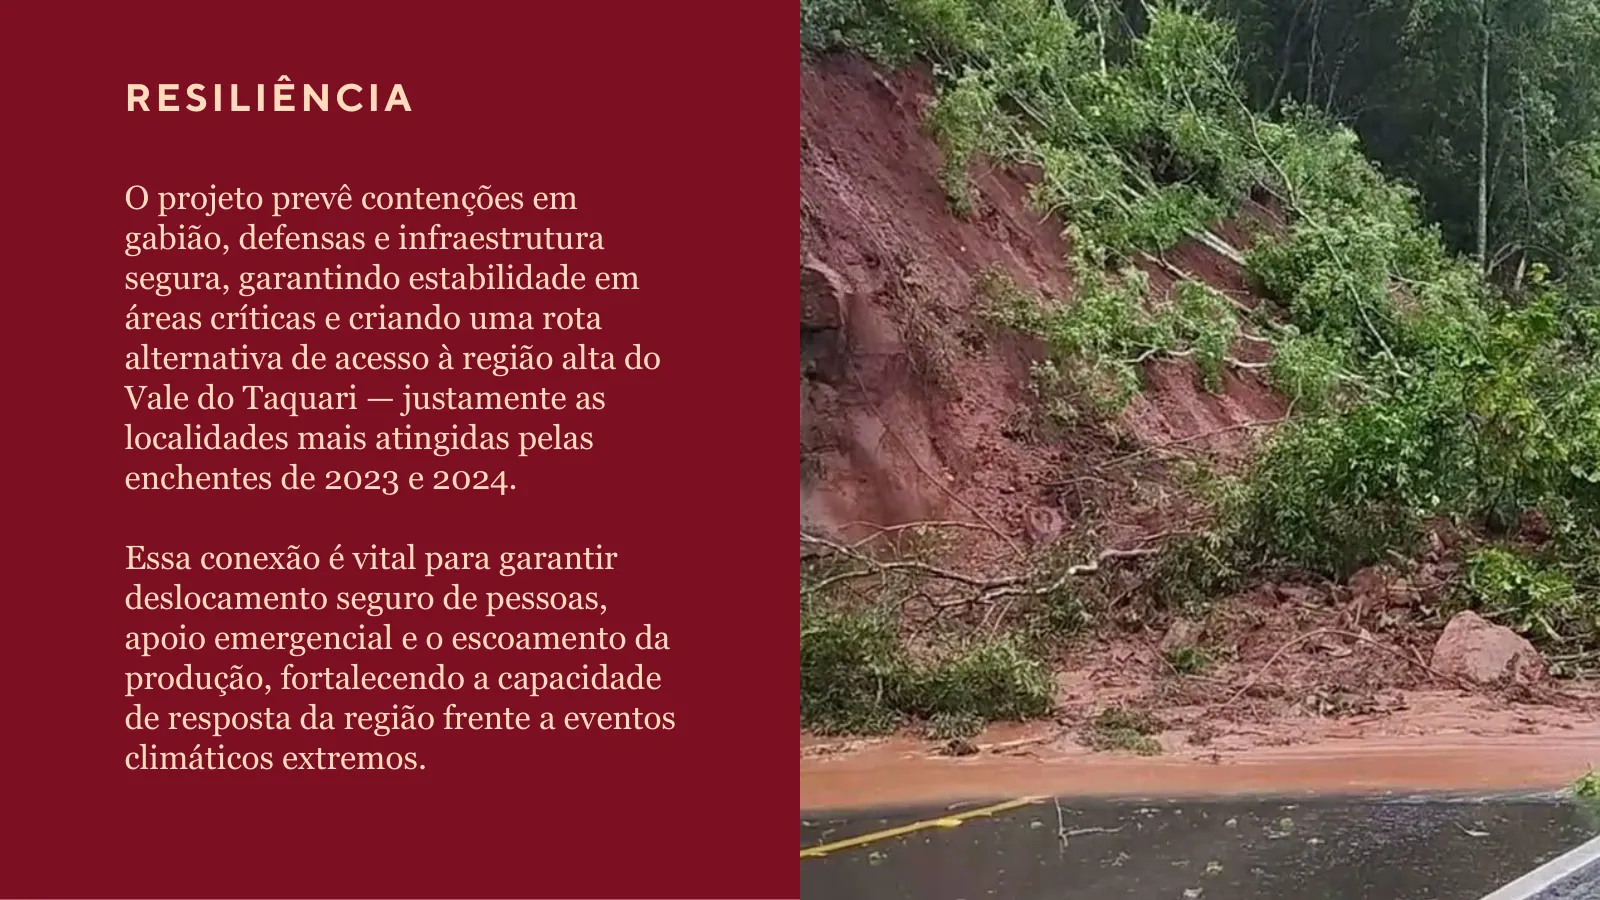 RESILIÊNCIA
O projeto prevê contenções em
gabião, defensas e infraestrutura
segura, garantindo estabilidade em
áreas críticas e criando uma rota
alternativa de acesso à região alta do
Vale do Taquari — justamente as
localidades mais atingidas pelas
enchentes de 2023 e 2024.
Essa conexão é vital para garantir
deslocamento seguro de pessoas,
apoio emergencial e o escoamento da
produção, fortalecendo a capacidade
de resposta da região frente a eventos
climáticos extremos.